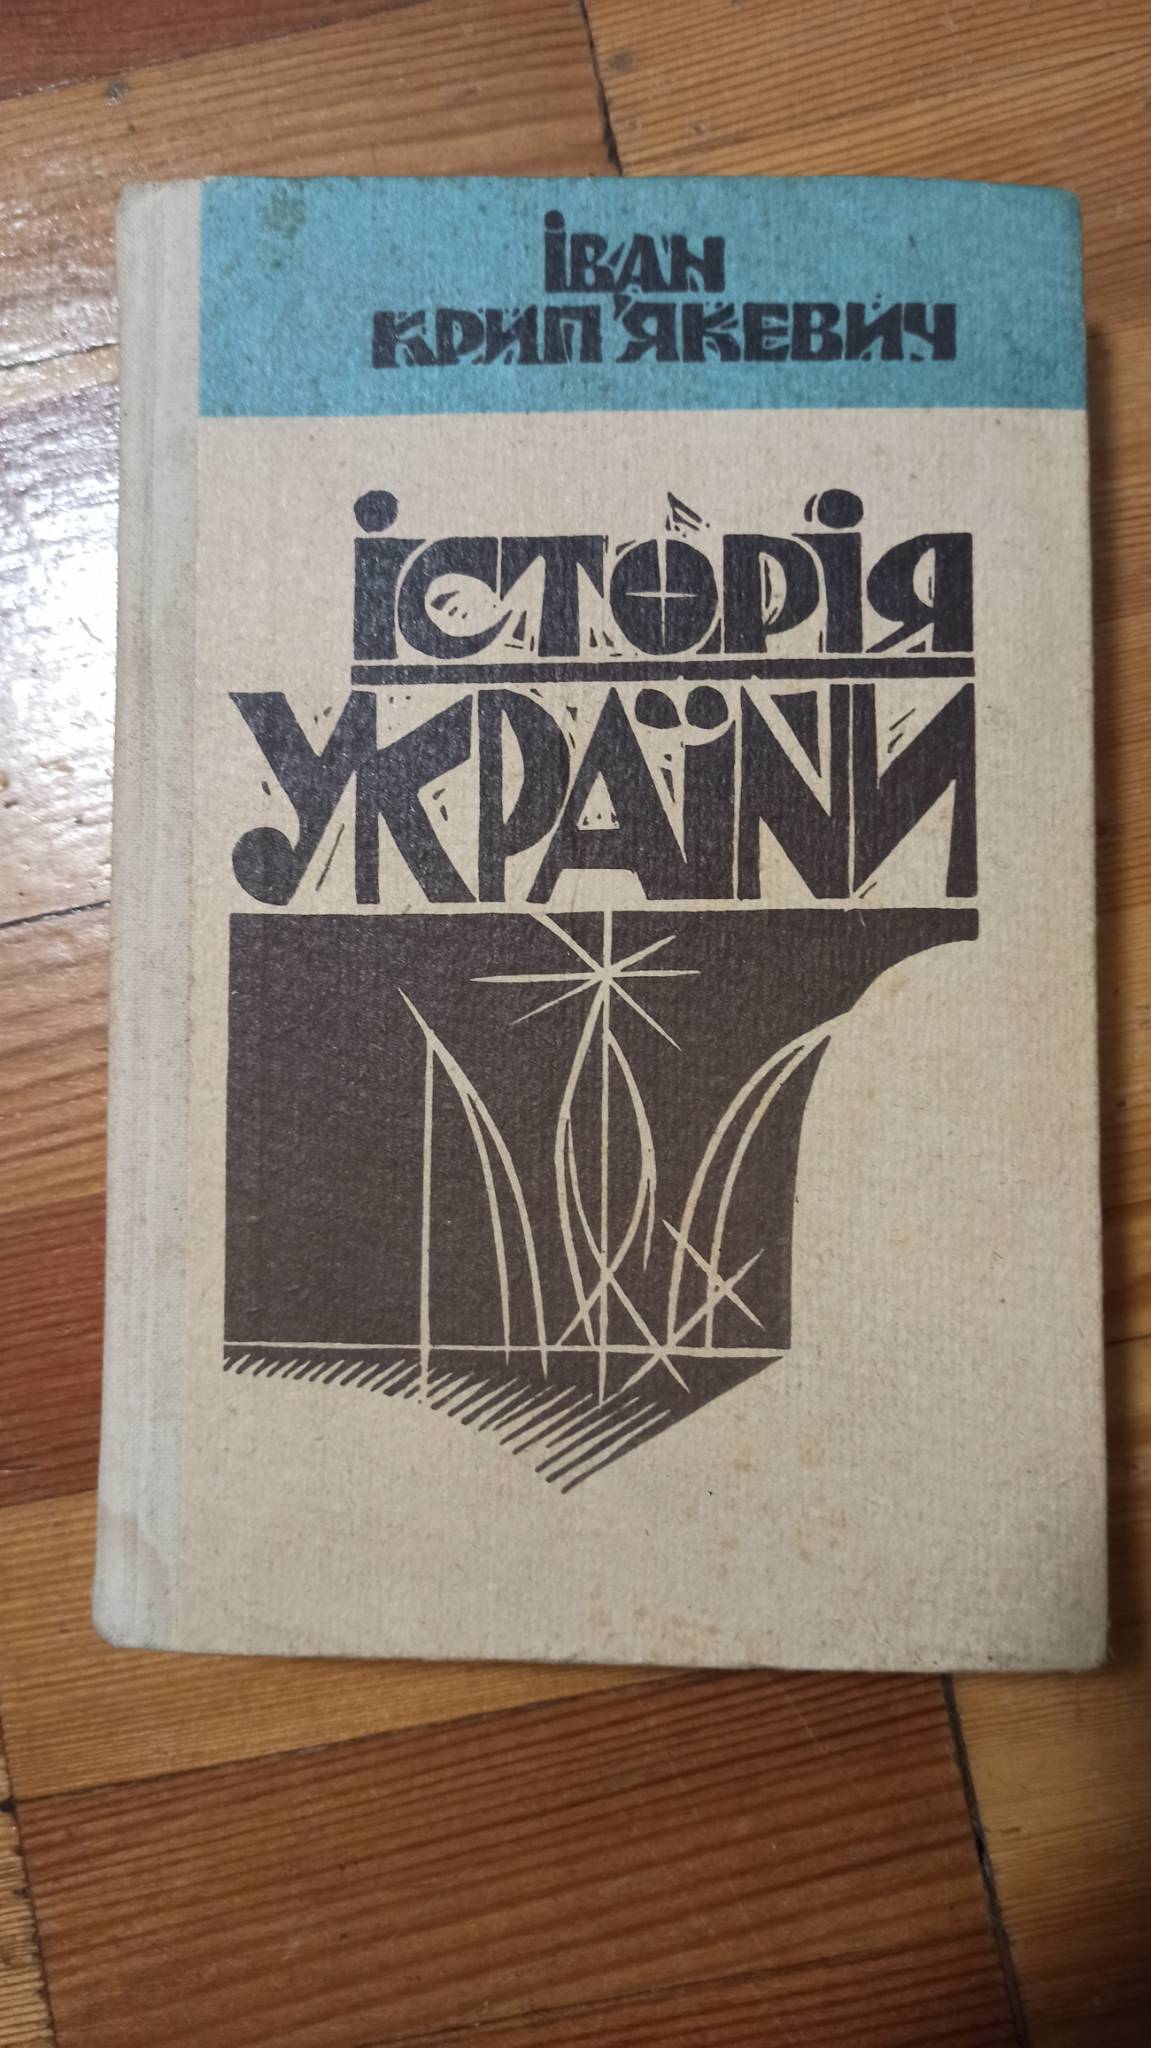 Іван
Крип'якевич
Історія
України